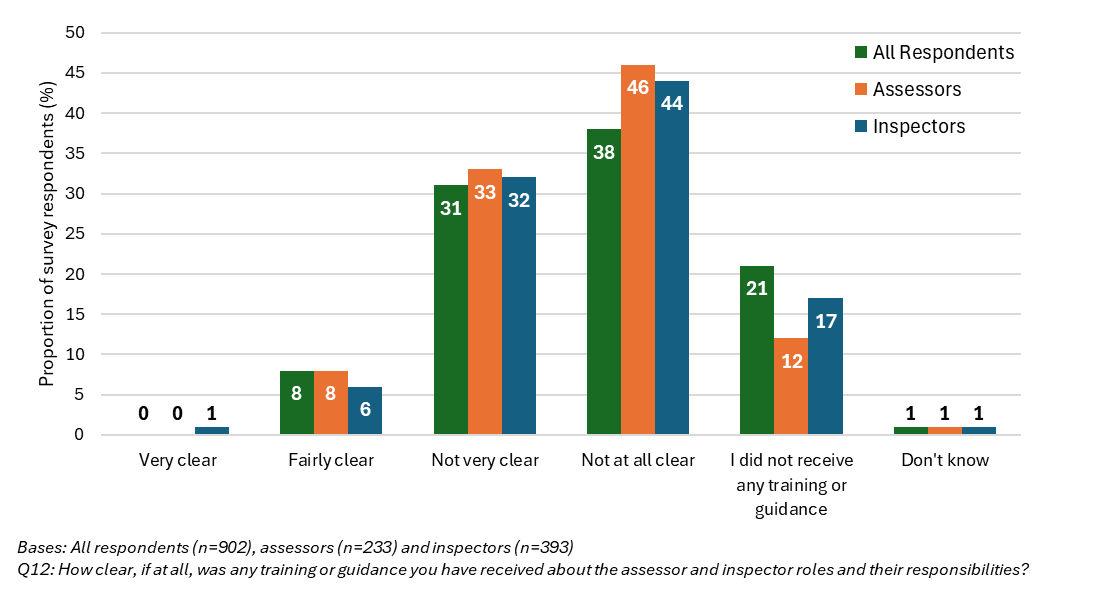 50
45
40
35
30
25
20
15
10
5
0
Proportion of survey respondents (%)
All Respondents
Assessors
Inspectors
0 0 1
8 8 6
31 33 32
38 46 44
21 12 17
1 1 1
Very clear
Fairly clear
Not very clear
Not at all clear
I did not receive
any training or
guidance
Don't know
Bases: All respondents (n=902), assessors (n=233) and inspectors (n=393)
Q12: How clear, if at all, was any training or guidance you have received about the assessor and inspector roles and their responsibilities?